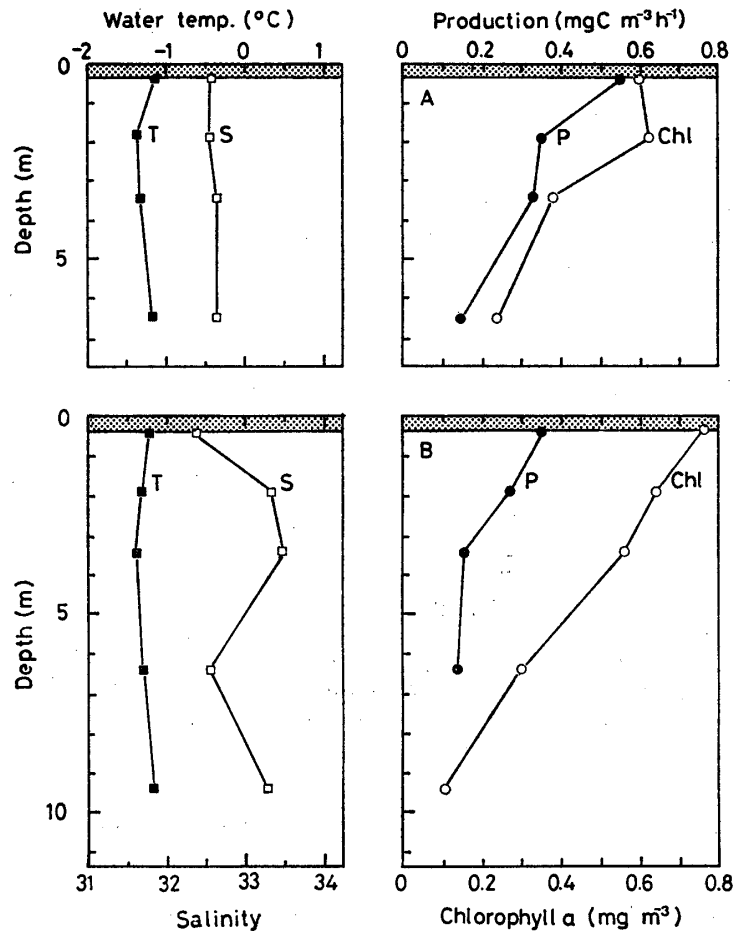 Water temp. (°C)
-2 -1 0 1
Production (mgC m⁻³h⁻¹)
0 0.2 0.4 0.6 0.8
0
5
Depth (m)
T S
A
P Chl
0
5
10
Depth (m)
T S
B
P Chl
31 32 33 34
Salinity
0 0.2 0.4 0.6 0.8
Chlorophyll a (mg m⁻³)